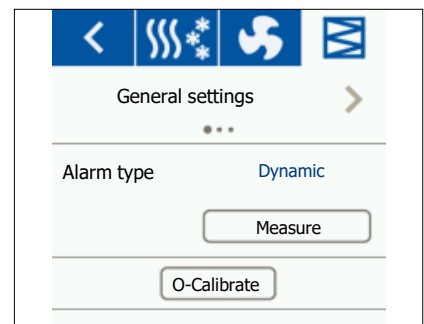 General settings
Alarm type
Dynamic
Measure
O-Calibrate